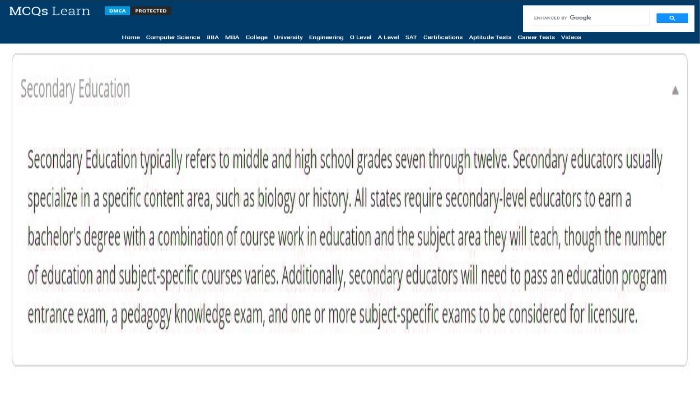 MCQs Learn DMCA PROTECTED
ENHANCED BY Google
Home Computer Science BBA MBA College University Engineering O Level A Level SAT Certifications Aptitude Tests Career Tests Videos
Secondary Education
Secondary Education typically refers to middle and high school grades seven through twelve. Secondary educators usually
specialize in a specific content area, such as biology or history. All states require secondary-level educators to earn a
bachelor's degree with a combination of course work in education and the subject area they will teach, though the number
of education and subject-specific courses varies. Additionally, secondary educators will need to pass an education program
entrance exam, a pedagogy knowledge exam, and one or more subject-specific exams to be considered for licensure.